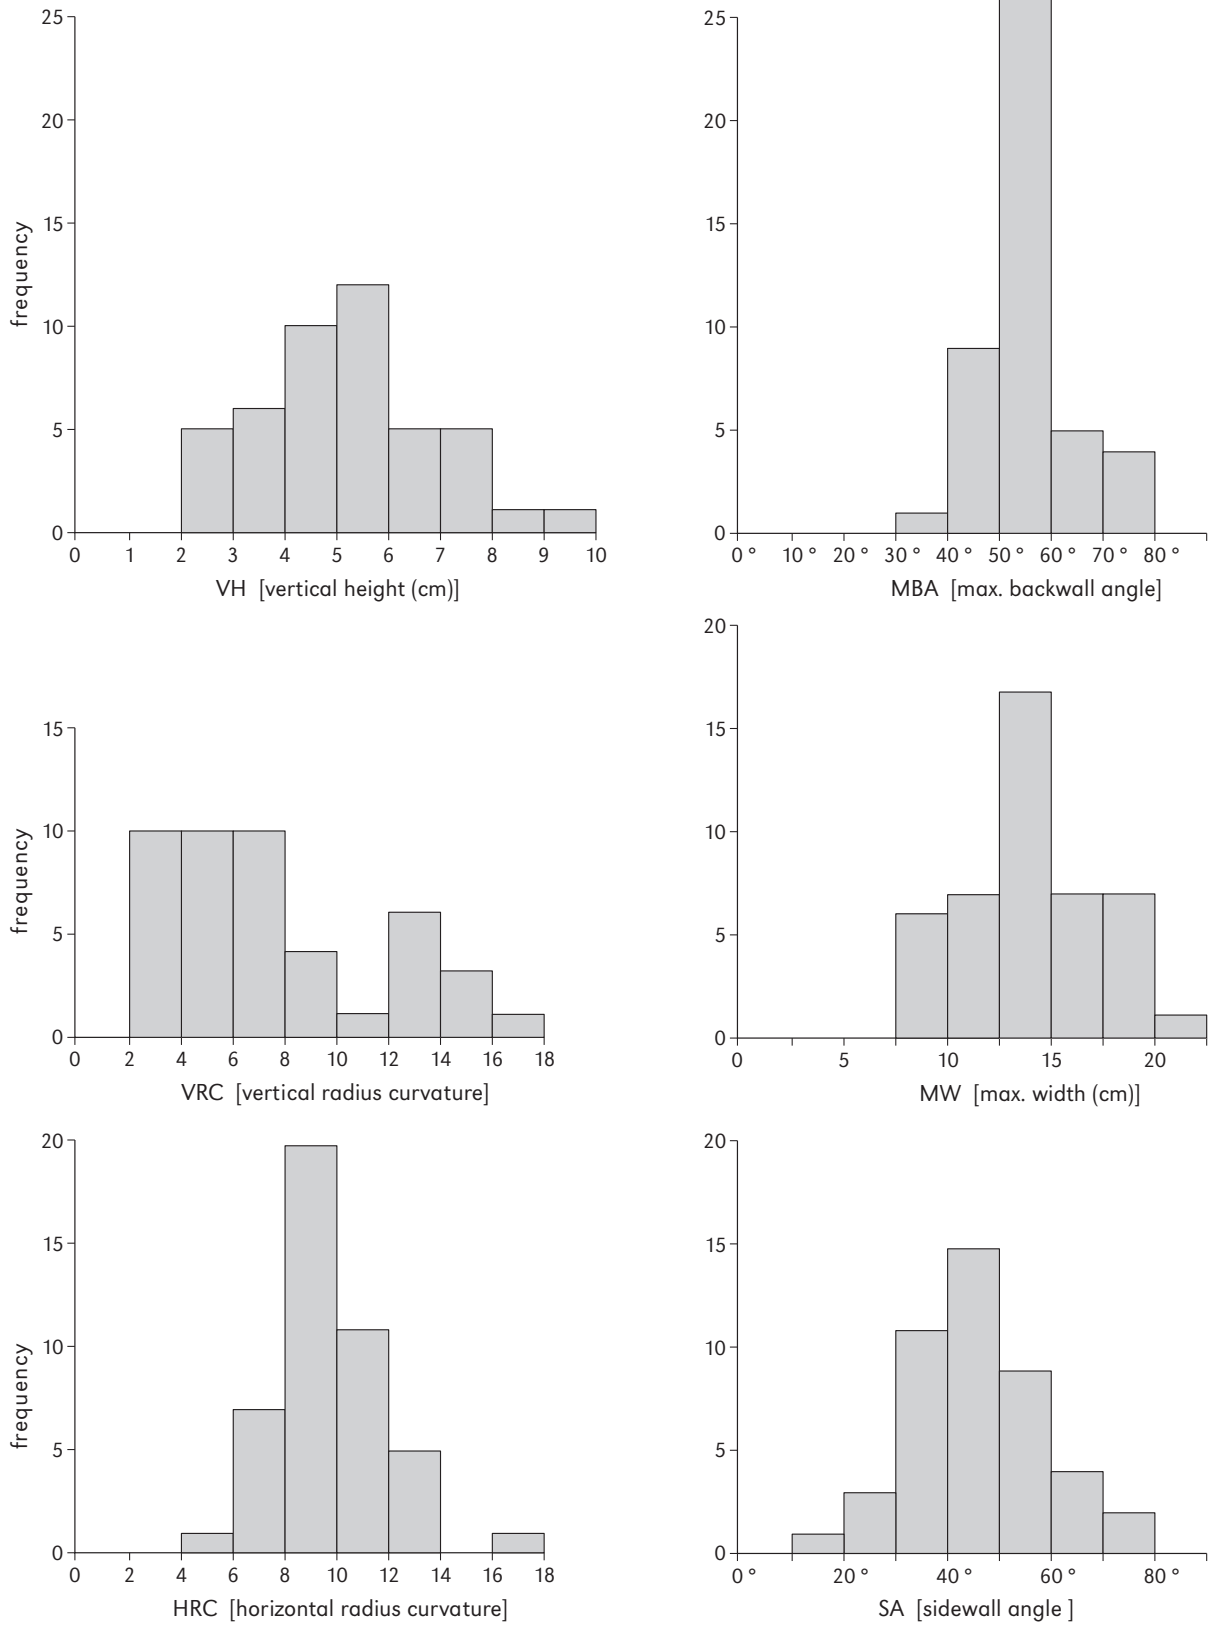 25
20
15
10
5
0
frequency
0 1 2 3 4 5 6 7 8 9 10
VH [vertical height (cm)]
25
20
15
10
5
0
0° 10° 20° 30° 40° 50° 60° 70° 80°
MBA [max. backwall angle]
15
10
5
0
frequency
0 2 4 6 8 10 12 14 16 18
VRC [vertical radius curvature]
20
15
10
5
0
0 5 10 15 20
MW [max. width (cm)]
20
15
10
5
0
frequency
0 2 4 6 8 10 12 14 16 18
HRC [horizontal radius curvature]
20
15
10
5
0
0° 20° 40° 60° 80°
SA [sidewall angle ]